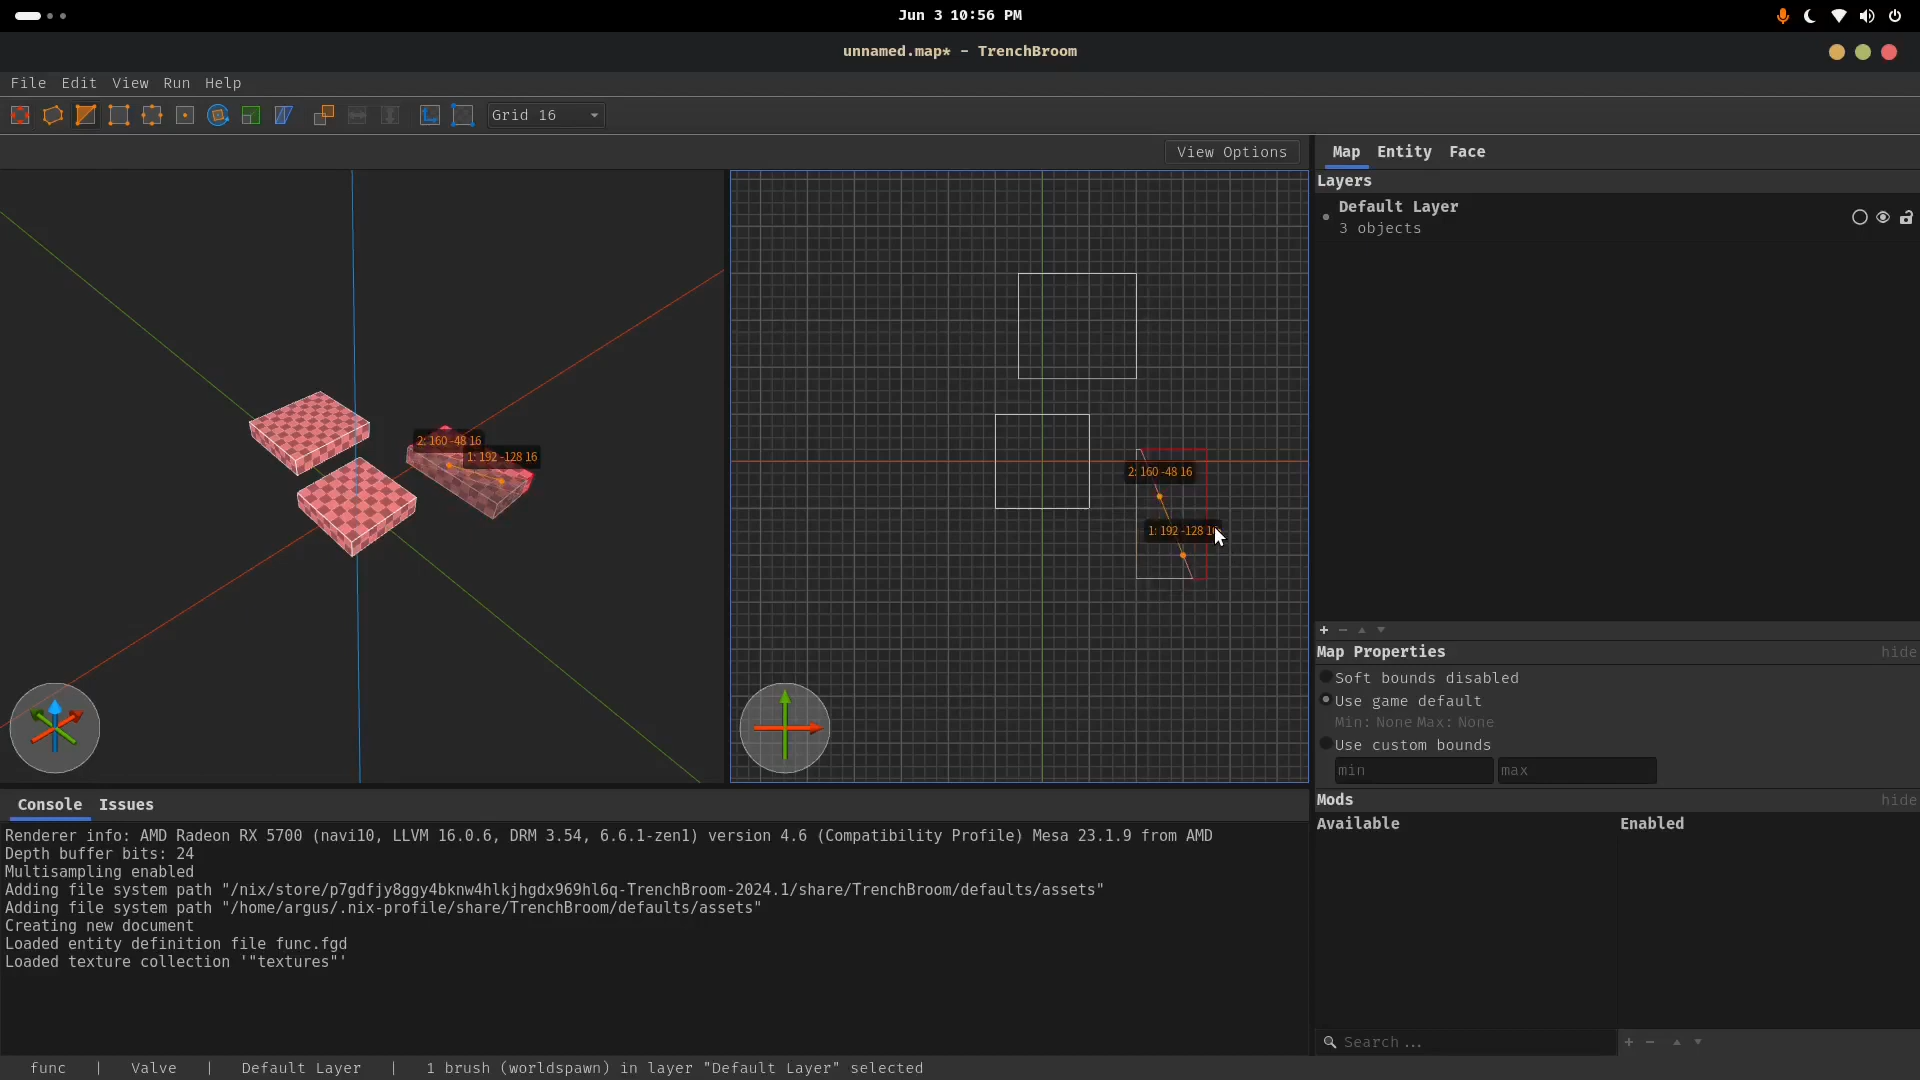 Jun 3 10:56 PM
unnamed.map* – TrenchBroom
File Edit View Run Help
Grid 16
View Options
Map Entity Face
Layers
Default Layer
3 objects
2: 160 -48 16
1: 192 -128 16
2: 160 -48 16
1: 192 -128 16
Map Properties hide
Soft bounds disabled
Use game default
Min: None Max: None
Use custom bounds
min max
Mods hide
Available Enabled
Console Issues
Renderer info: AMD Radeon RX 5700 (navi10, LLVM 16.0.6, DRM 3.54, 6.6.1-zen1) version 4.6 (Compatibility Profile) Mesa 23.1.9 from AMD
Depth buffer bits: 24
Multisampling enabled
Adding file system path "/nix/store/p7gdfjy8ggy4bknw4hlkjhgdx969hl6q-TrenchBroom-2024.1/share/TrenchBroom/defaults/assets"
Adding file system path "/home/argus/.nix-profile/share/TrenchBroom/defaults/assets"
Creating new document
Loaded entity definition file func.fgd
Loaded texture collection '"textures"'
Search...
func | Valve | Default Layer | 1 brush (worldspawn) in layer "Default Layer" selected